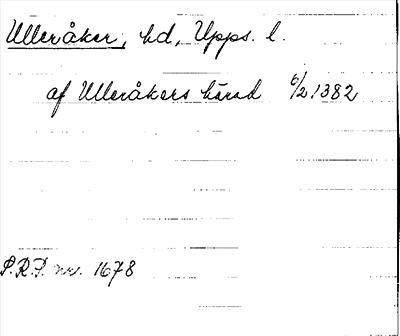 Ulleråker, hd, Upps. l.
af Ulleråkers härad 6/2 1382
S.R.P. nr. 1678